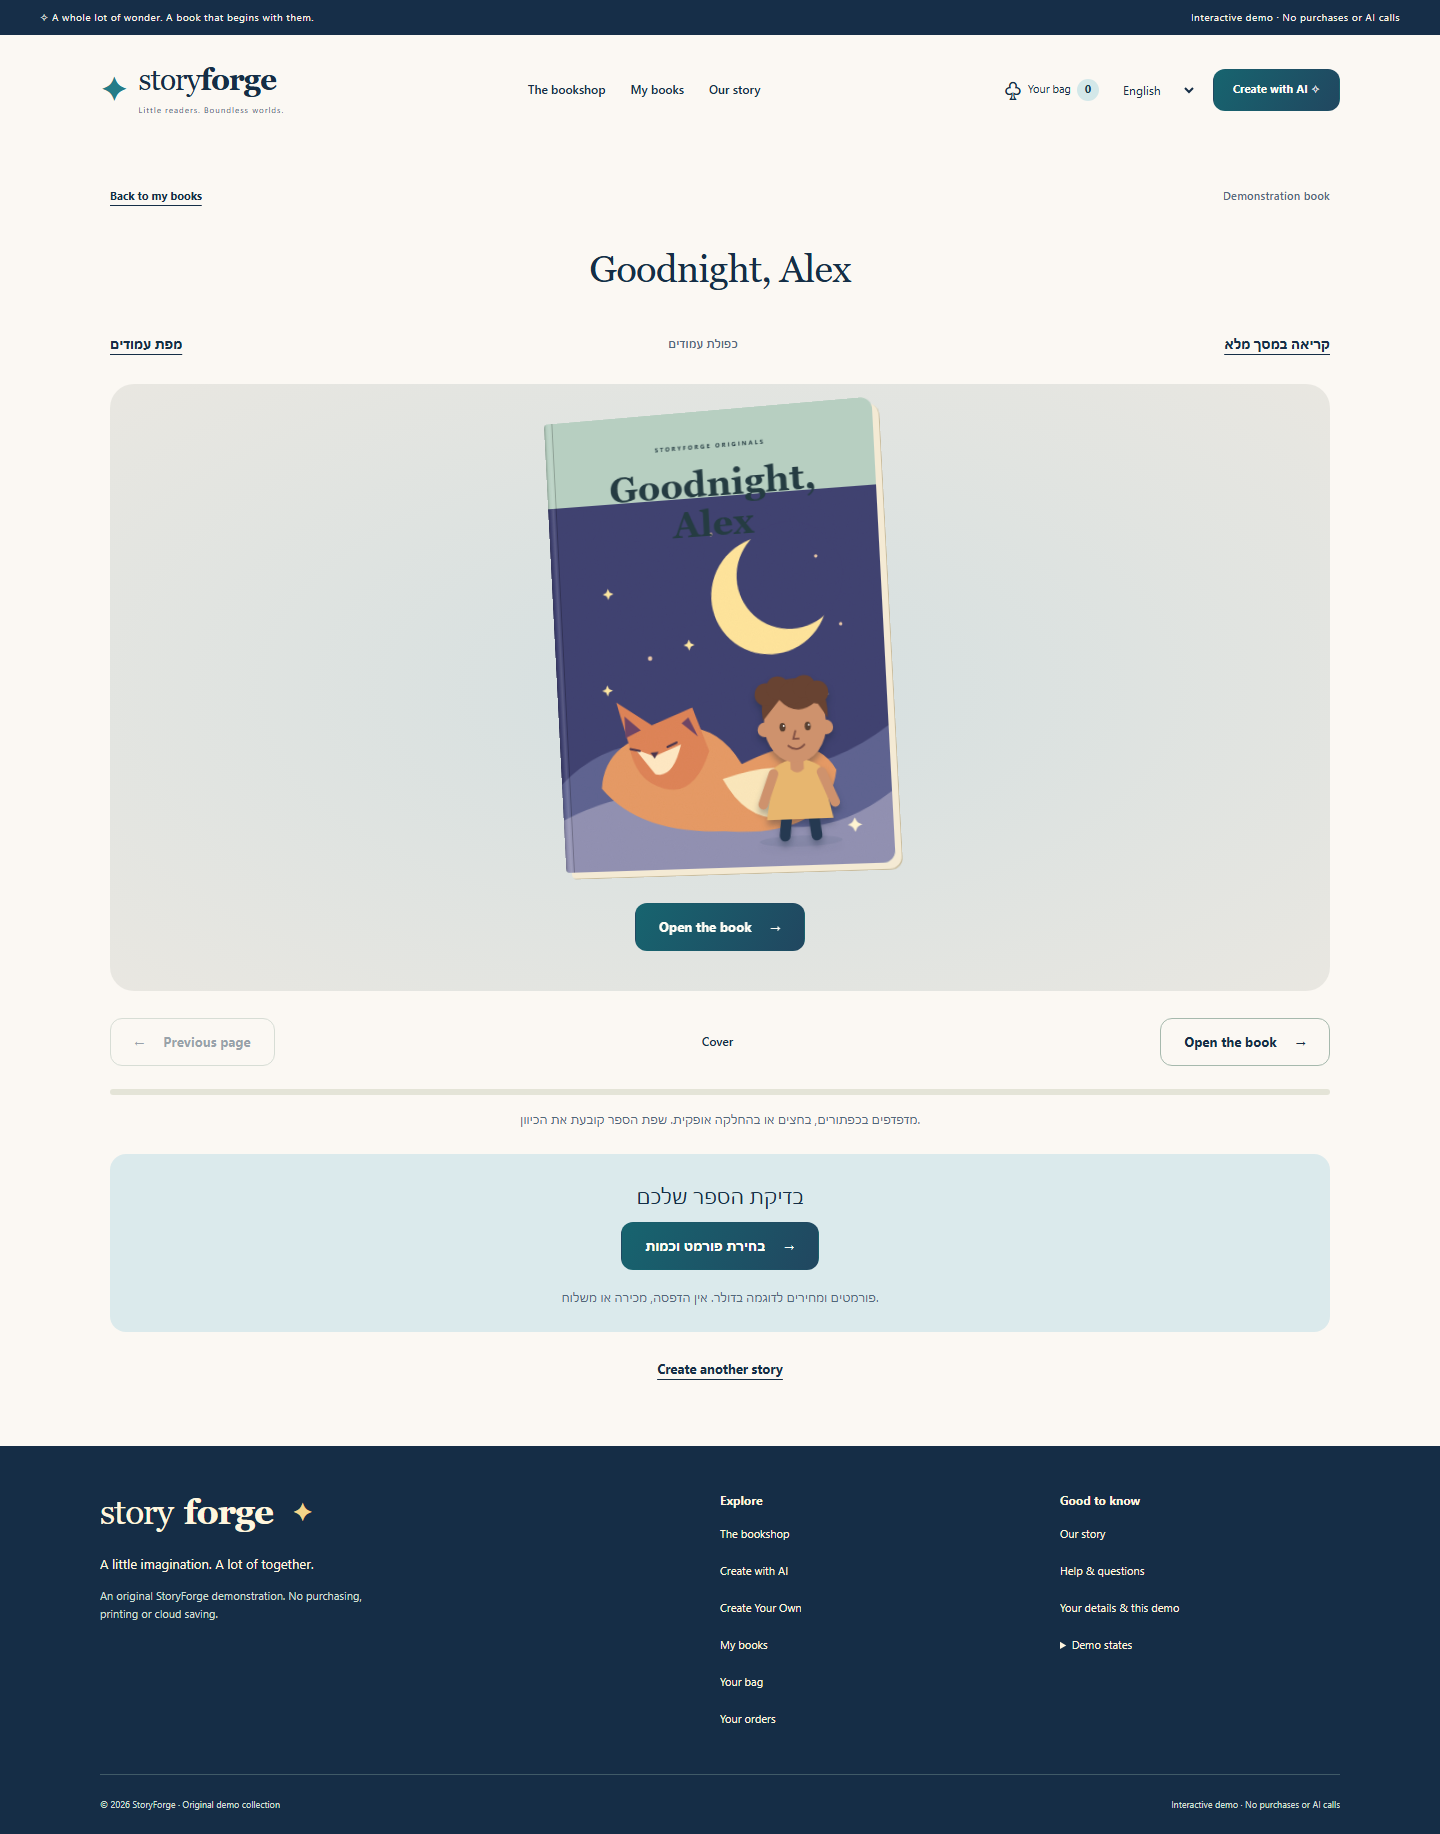 ✧ A whole lot of wonder. A book that begins with them.
Interactive demo · No purchases or AI calls
storyforge
Little readers. Boundless worlds.
The bookshop
My books
Our story
Your bag 0
English
Create with AI ✧
Back to my books
Demonstration book
Goodnight, Alex
מפת עמודים
כפולת עמודים
קריאה במסך מלא
STORYFORGE ORIGINALS
Goodnight,
Alex
Open the book →
← Previous page
Cover
Open the book →
מדפדפים בכפתורים, בחצים או בהחלקה אופקית. שפת הספר קובעת את הכיוון.
בדיקת הספר שלכם
בחירת פורמט וכמות →
פורמטים ומחירים לדוגמה בדולר. אין הדפסה, מכירה או משלוח.
Create another story
story forge
A little imagination. A lot of together.
An original StoryForge demonstration. No purchasing,
printing or cloud saving.
Explore
The bookshop
Create with AI
Create Your Own
My books
Your bag
Your orders
Good to know
Our story
Help & questions
Your details & this demo
▶ Demo states
© 2026 StoryForge · Original demo collection
Interactive demo · No purchases or AI calls